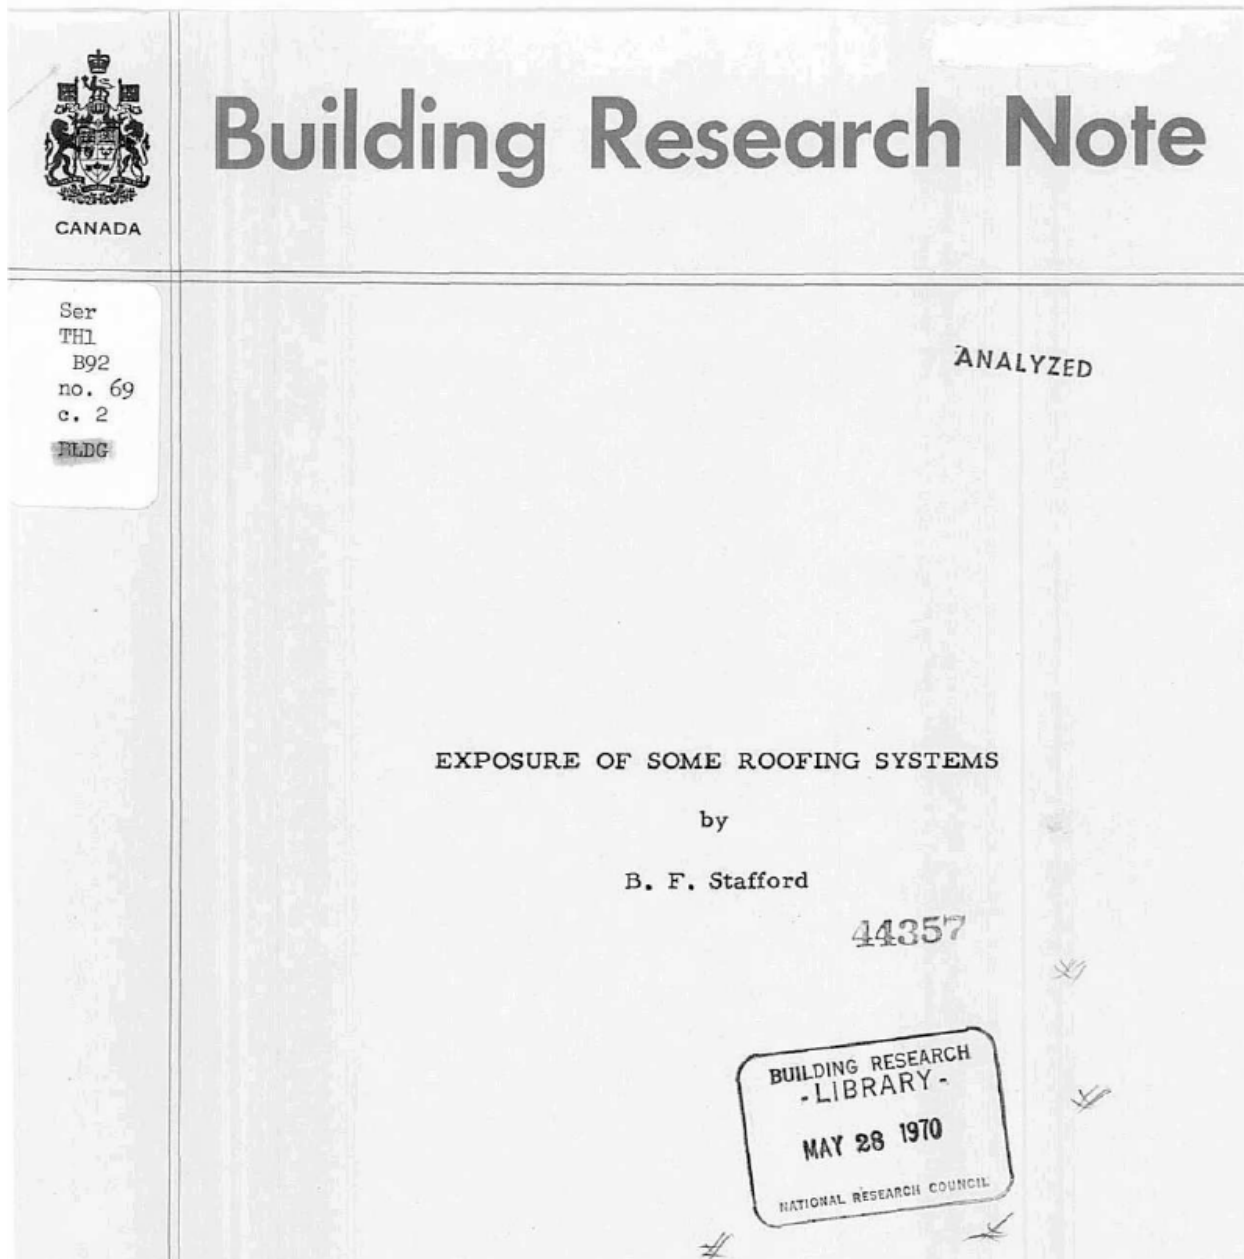 Building Research Note
CANADA
Ser
TH1
B92
no. 69
c. 2
BLDG
ANALYZED
EXPOSURE OF SOME ROOFING SYSTEMS
by
B. F. Stafford
44357
BUILDING RESEARCH
- LIBRARY -
MAY 28 1970
NATIONAL RESEARCH COUNCIL